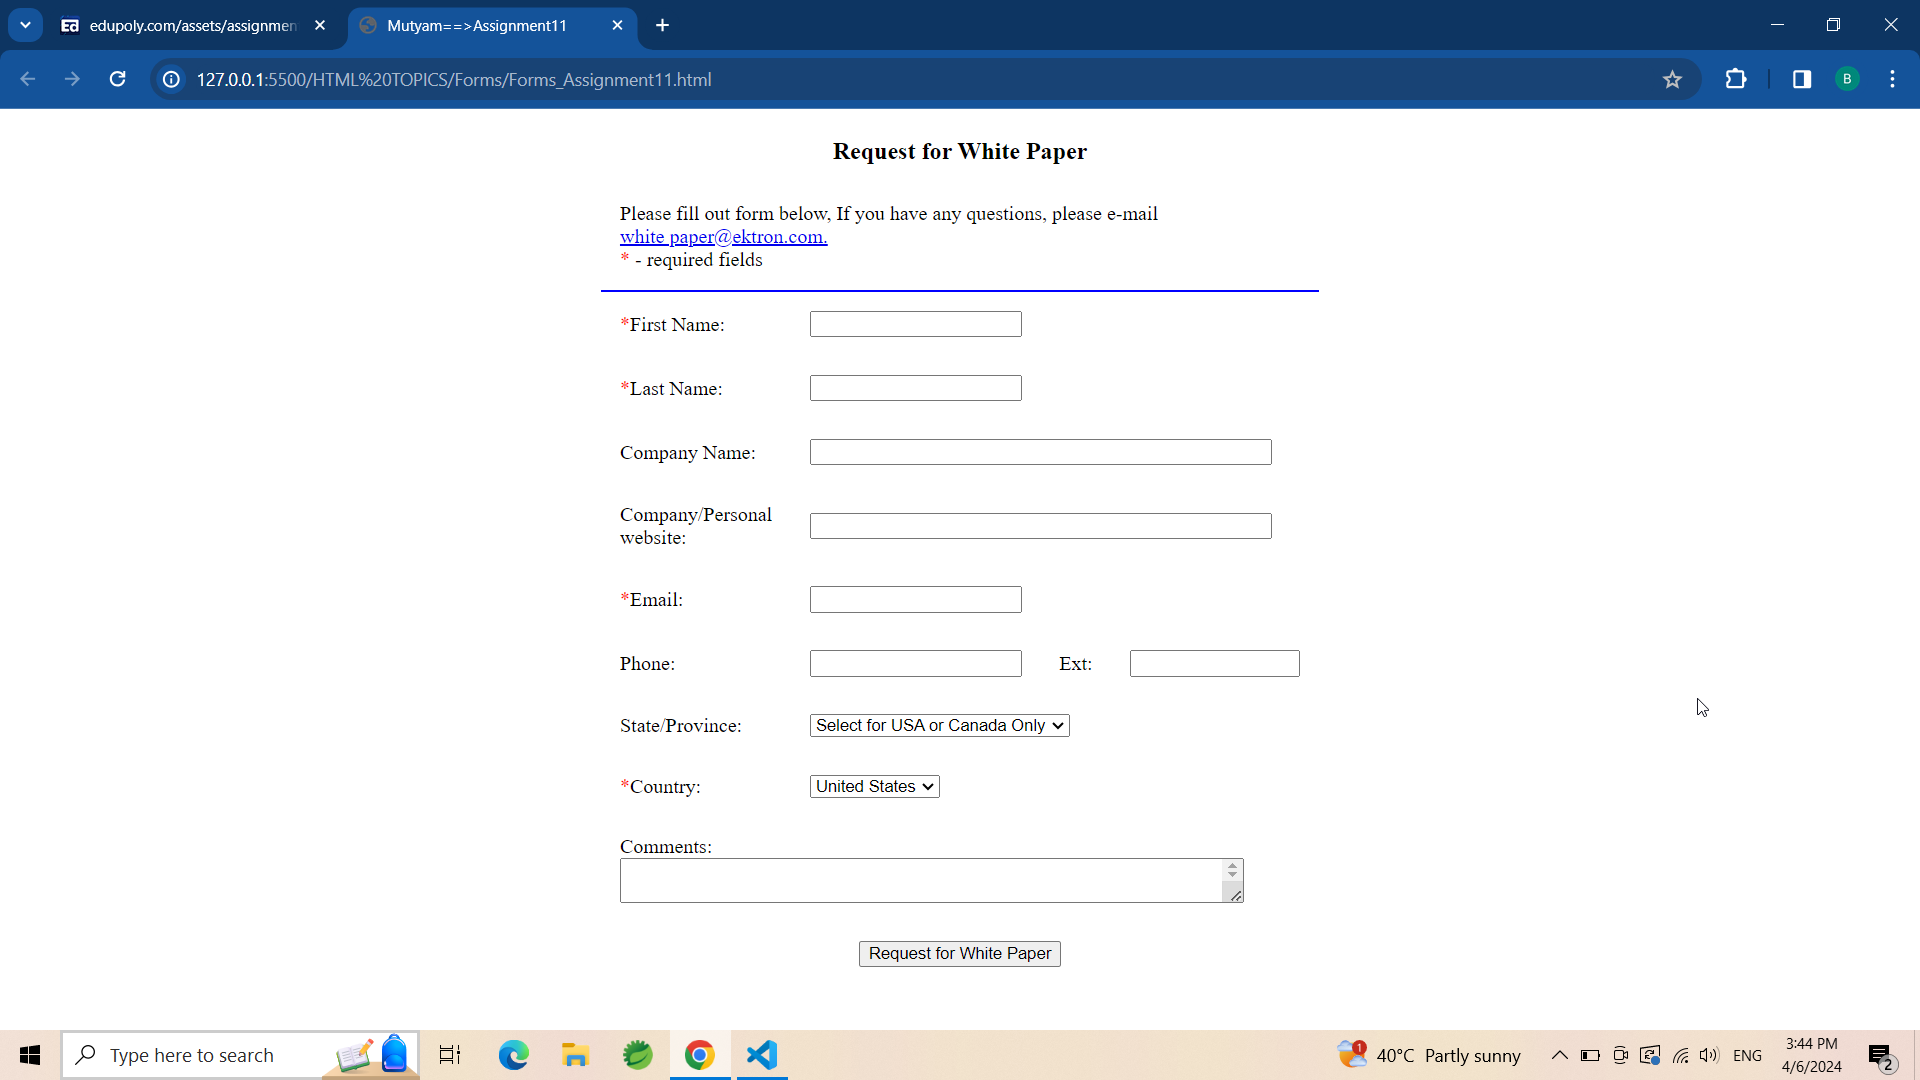 edupoly.com/assets/assignmen
Mutyam==>Assignment11
127.0.0.1:5500/HTML%20TOPICS/Forms/Forms_Assignment11.html
B
Request for White Paper
Please fill out form below, If you have any questions, please e-mail
white paper@ektron.com.
* - required fields
*First Name:
*Last Name:
Company Name:
Company/Personal
website:
*Email:
Phone: Ext:
State/Province: Select for USA or Canada Only
*Country: United States
Comments:
Request for White Paper
Type here to search
1
40°C Partly sunny
ENG
3:44 PM
4/6/2024
2